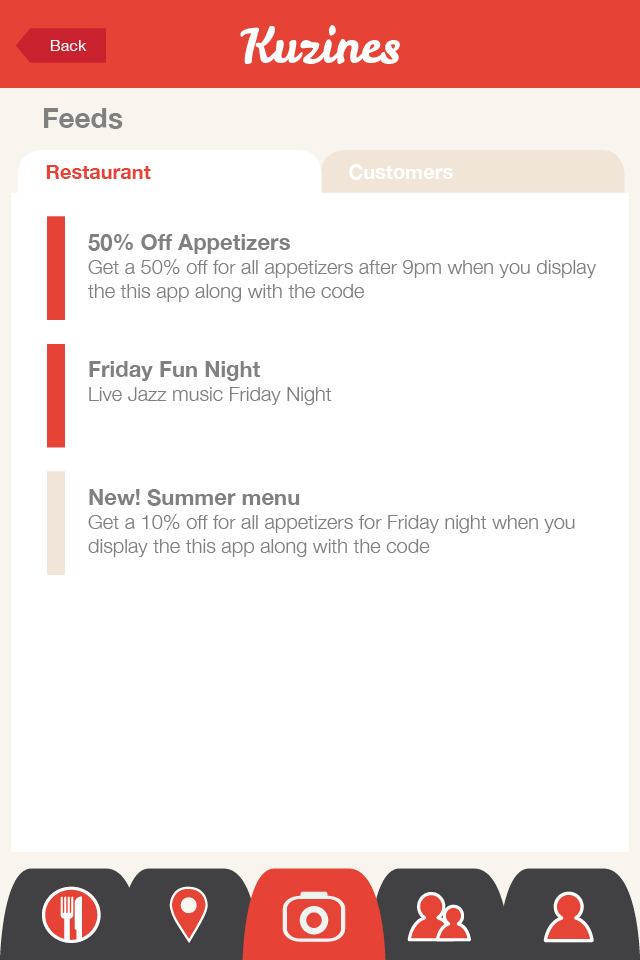 Back
Kuzines
Feeds
Restaurant
Customers
50% Off Appetizers
Get a 50% off for all appetizers after 9pm when you display
the this app along with the code
Friday Fun Night
Live Jazz music Friday Night
New! Summer menu
Get a 10% off for all appetizers for Friday night when you
display the this app along with the code